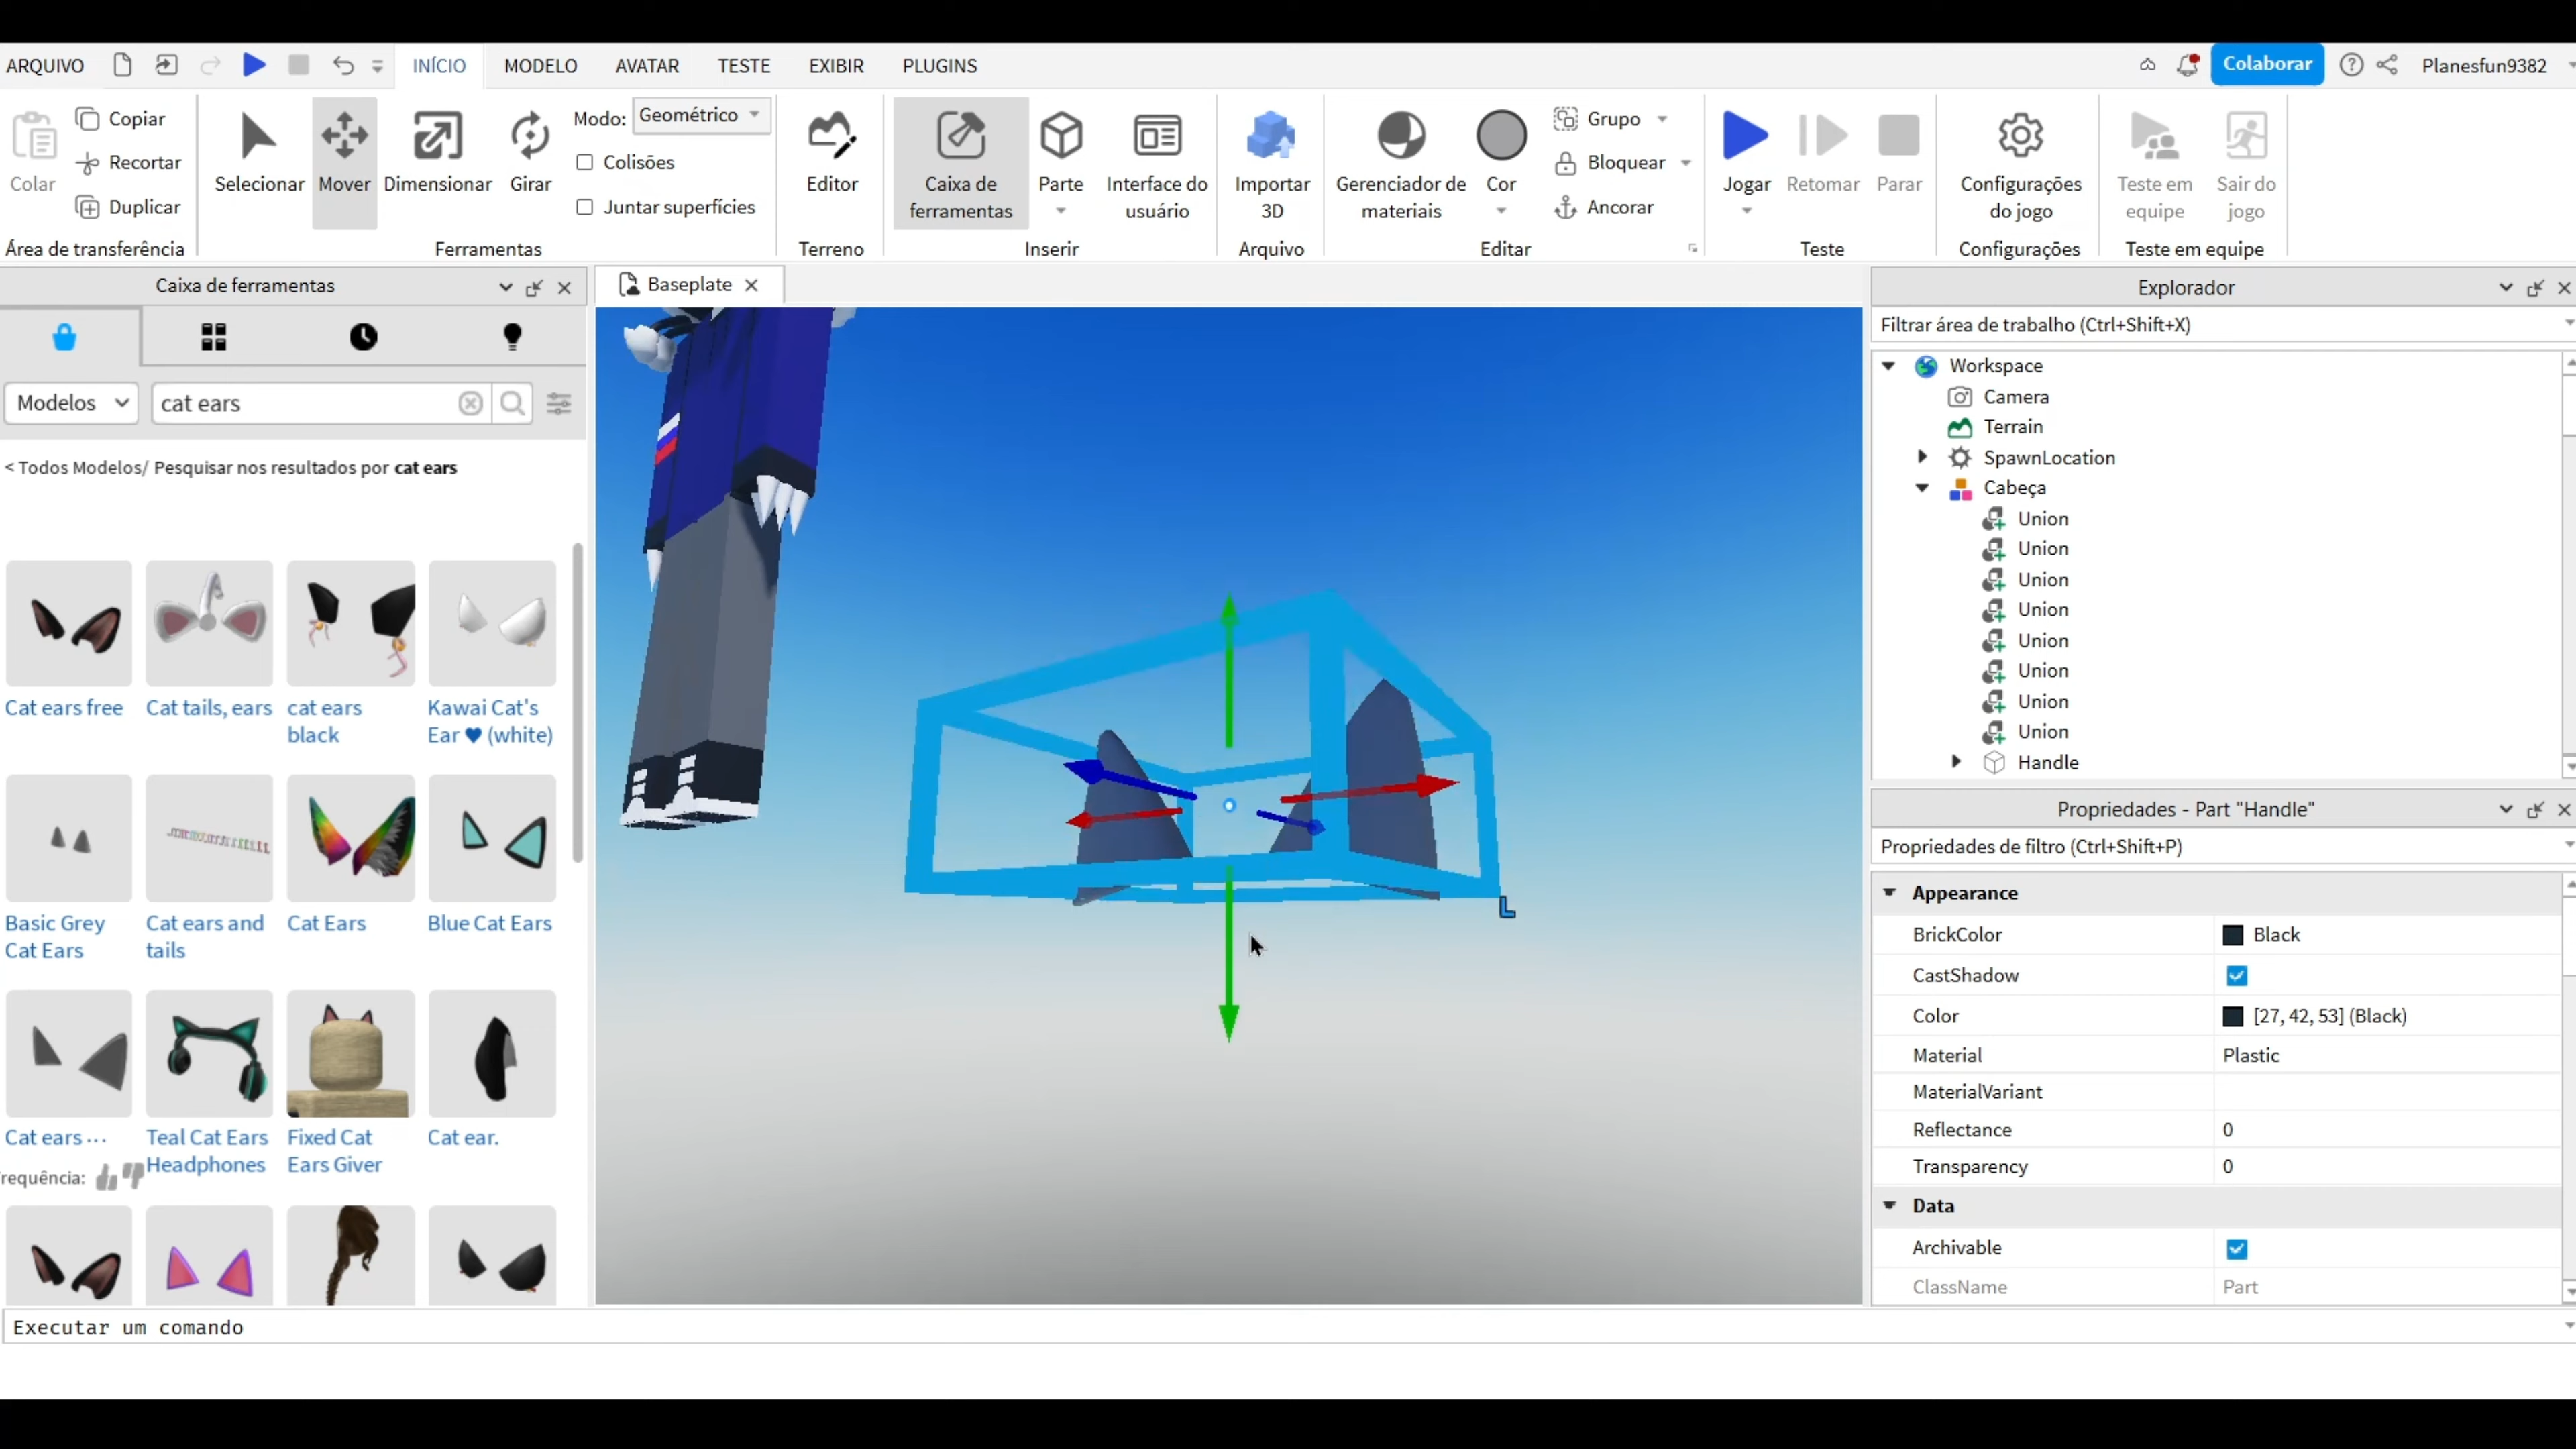 ARQUIVO
INÍCIO
MODELO
AVATAR
TESTE
EXIBIR
PLUGINS
Colaborar
Planesfun9382
Colar
Copiar
Recortar
Duplicar
Área de transferência
Selecionar
Mover
Dimensionar
Girar
Modo: Geométrico
Colisões
Juntar superfícies
Ferramentas
Editor
Terreno
Caixa de
ferramentas
Parte
Interface do
usuário
Inserir
Importar
3D
Arquivo
Gerenciador de
materiais
Cor
Grupo
Bloquear
Ancorar
Editar
Jogar
Retomar
Parar
Teste
Configurações
do jogo
Configurações
Teste em
equipe
Sair do
jogo
Teste em equipe
Caixa de ferramentas
Modelos
cat ears
< Todos Modelos/ Pesquisar nos resultados por cat ears
Cat ears free
Cat tails, ears
cat ears
black
Kawai Cat's
Ear ♥ (white)
Basic Grey
Cat Ears
Cat ears and
tails
Cat Ears
Blue Cat Ears
Cat ears ...
Teal Cat Ears
Headphones
Fixed Cat
Ears Giver
Cat ear.
requência:
Baseplate
L
Explorador
Filtrar área de trabalho (Ctrl+Shift+X)
Workspace
Camera
Terrain
SpawnLocation
Cabeça
Union
Union
Union
Union
Union
Union
Union
Union
Handle
Propriedades - Part "Handle"
Propriedades de filtro (Ctrl+Shift+P)
Appearance
BrickColor Black
CastShadow
Color [27, 42, 53] (Black)
Material Plastic
MaterialVariant
Reflectance 0
Transparency 0
Data
Archivable
ClassName Part
Executar um comando